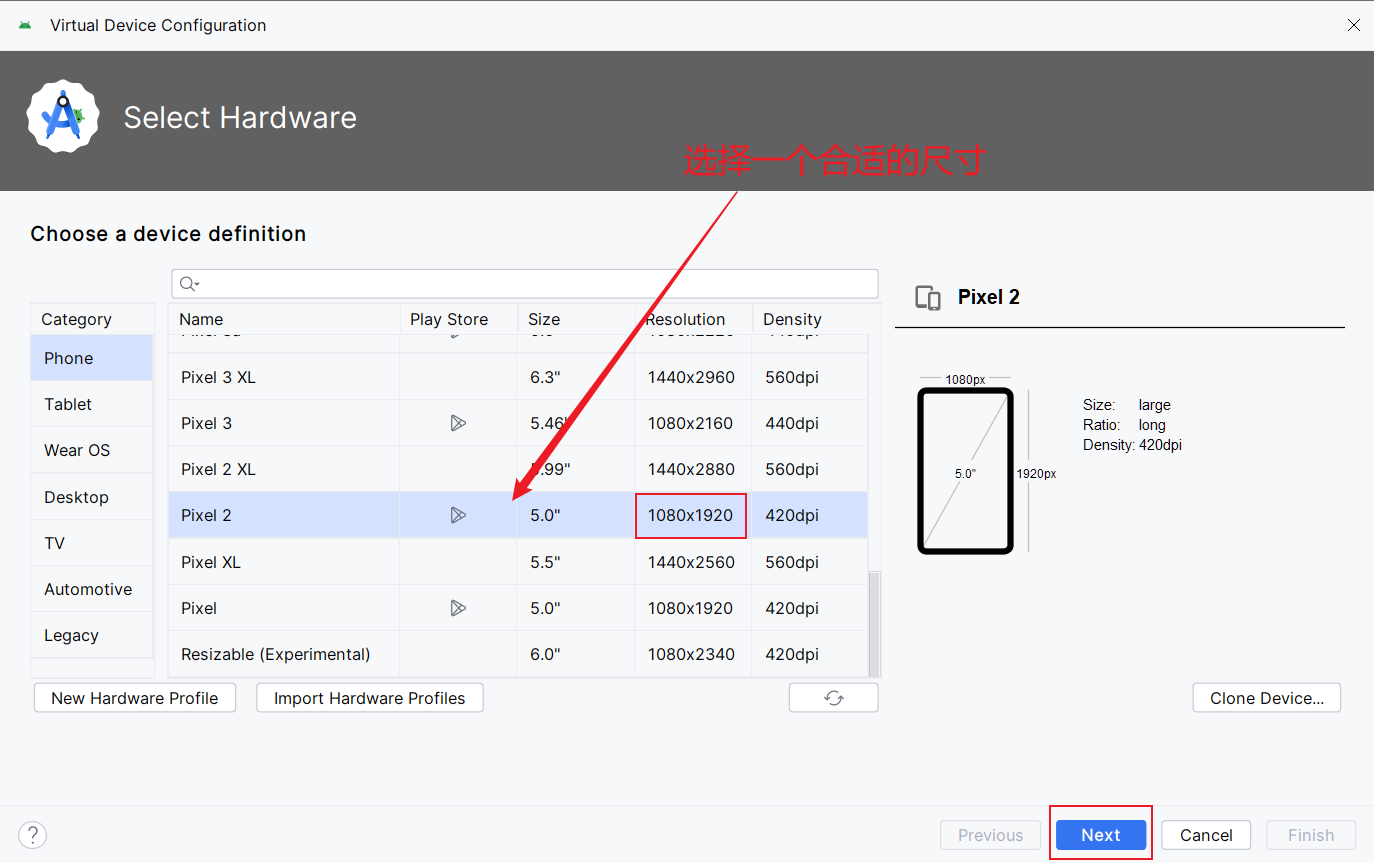 Virtual Device Configuration
Select Hardware
选择一个合适的尺寸
Choose a device definition
Category
Phone
Tablet
Wear OS
Desktop
TV
Automotive
Legacy
Name Play Store Size Resolution Density
Pixel 3 XL 6.3" 1440x2960 560dpi
Pixel 3 5.46" 1080x2160 440dpi
Pixel 2 XL 5.99" 1440x2880 560dpi
Pixel 2 5.0" 1080x1920 420dpi
Pixel XL 5.5" 1440x2560 560dpi
Pixel 5.0" 1080x1920 420dpi
Resizable (Experimental) 6.0" 1080x2340 420dpi
New Hardware Profile Import Hardware Profiles
Pixel 2
1080px
5.0"
1920px
Size: large
Ratio: long
Density: 420dpi
Clone Device...
? Previous Next Cancel Finish